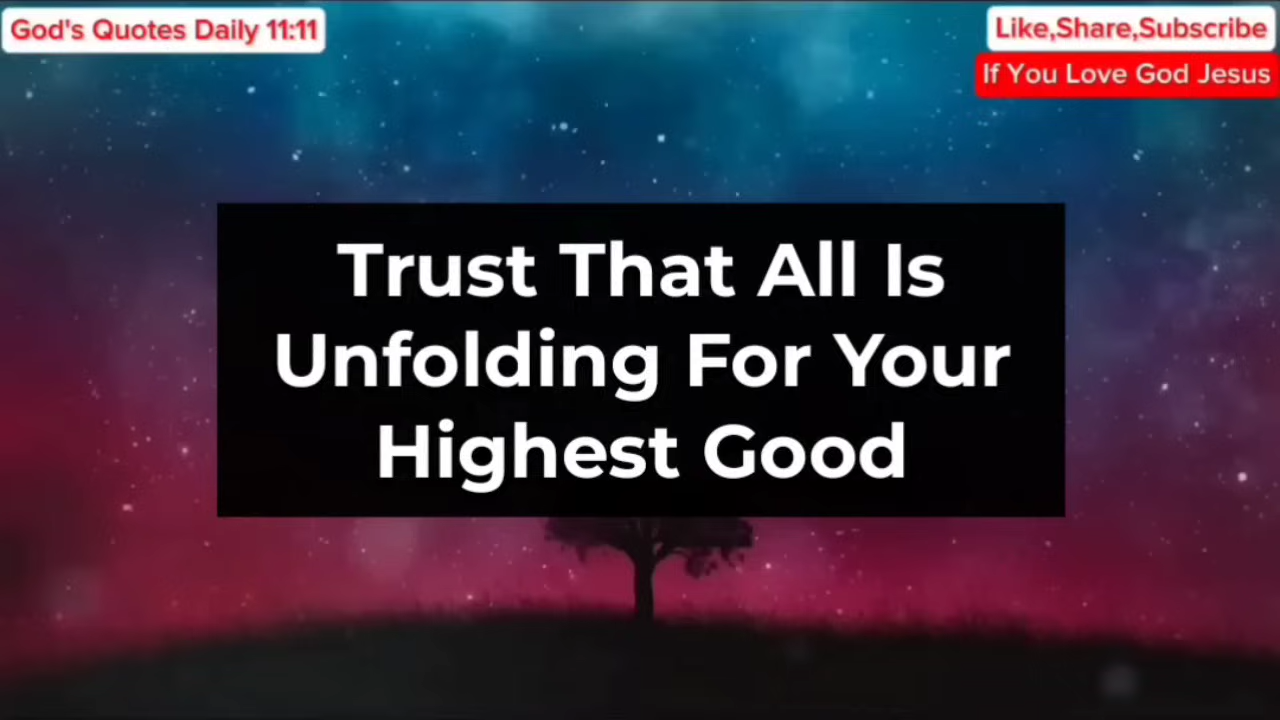 God's Quotes Daily 11:11
Like,Share,Subscribe
If You Love God Jesus
Trust That All Is
Unfolding For Your
Highest Good